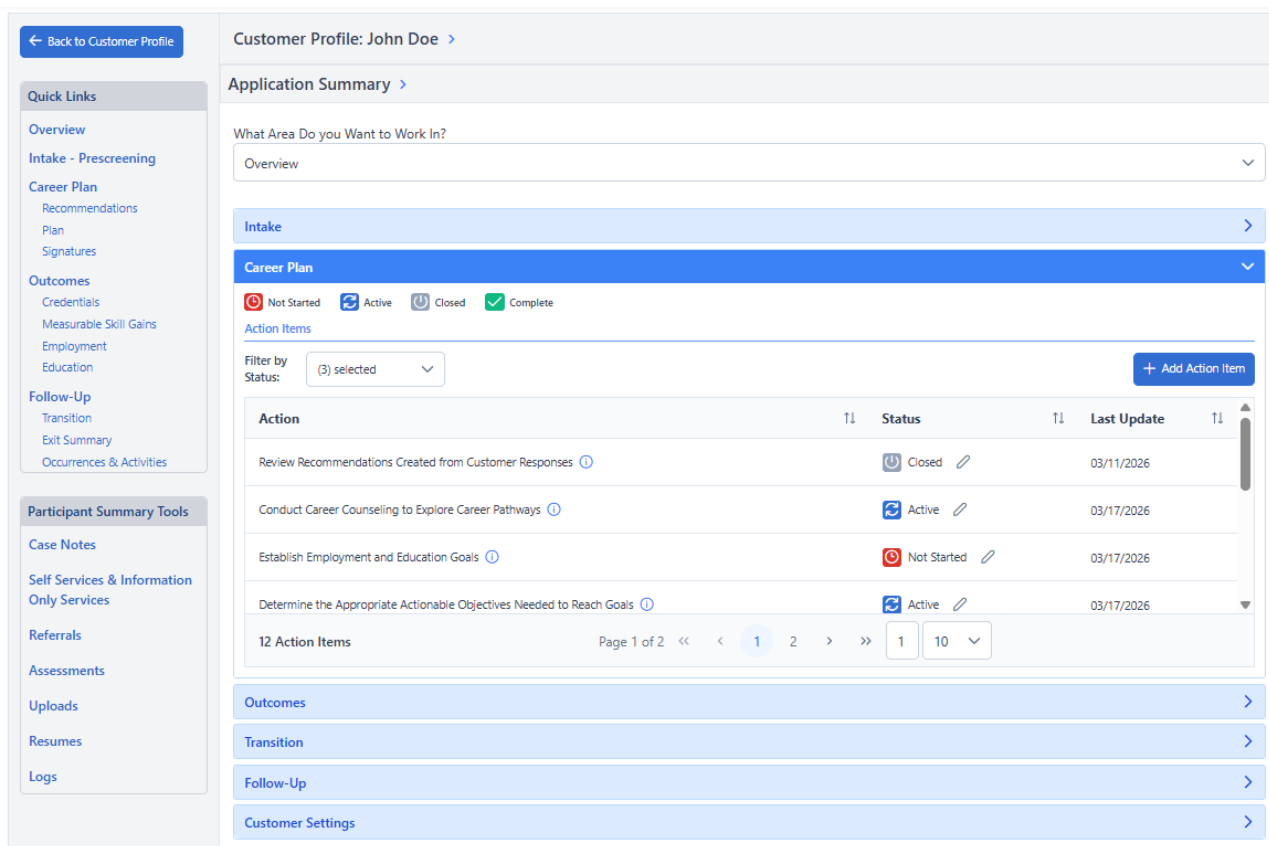 Back to Customer Profile
Customer Profile: John Doe
Application Summary
Quick Links
Overview
Intake - Prescreening
Career Plan
Recommendations
Plan
Signatures
Outcomes
Credentials
Measurable Skill Gains
Employment
Education
Follow-Up
Transition
Exit Summary
Occurrences & Activities
Participant Summary Tools
Case Notes
Self Services & Information
Only Services
Referrals
Assessments
Uploads
Resumes
Logs
What Area Do you Want to Work In?
Overview
Intake
Career Plan
Not Started Active Closed Complete
Action Items
Filter by
Status:
(3) selected
+ Add Action Item
Action Status Last Update
Review Recommendations Created from Customer Responses Closed 03/11/2026
Conduct Career Counseling to Explore Career Pathways Active 03/17/2026
Establish Employment and Education Goals Not Started 03/17/2026
Determine the Appropriate Actionable Objectives Needed to Reach Goals Active 03/17/2026
12 Action Items Page 1 of 2 « ‹ 1 2 › » 1 10
Outcomes
Transition
Follow-Up
Customer Settings